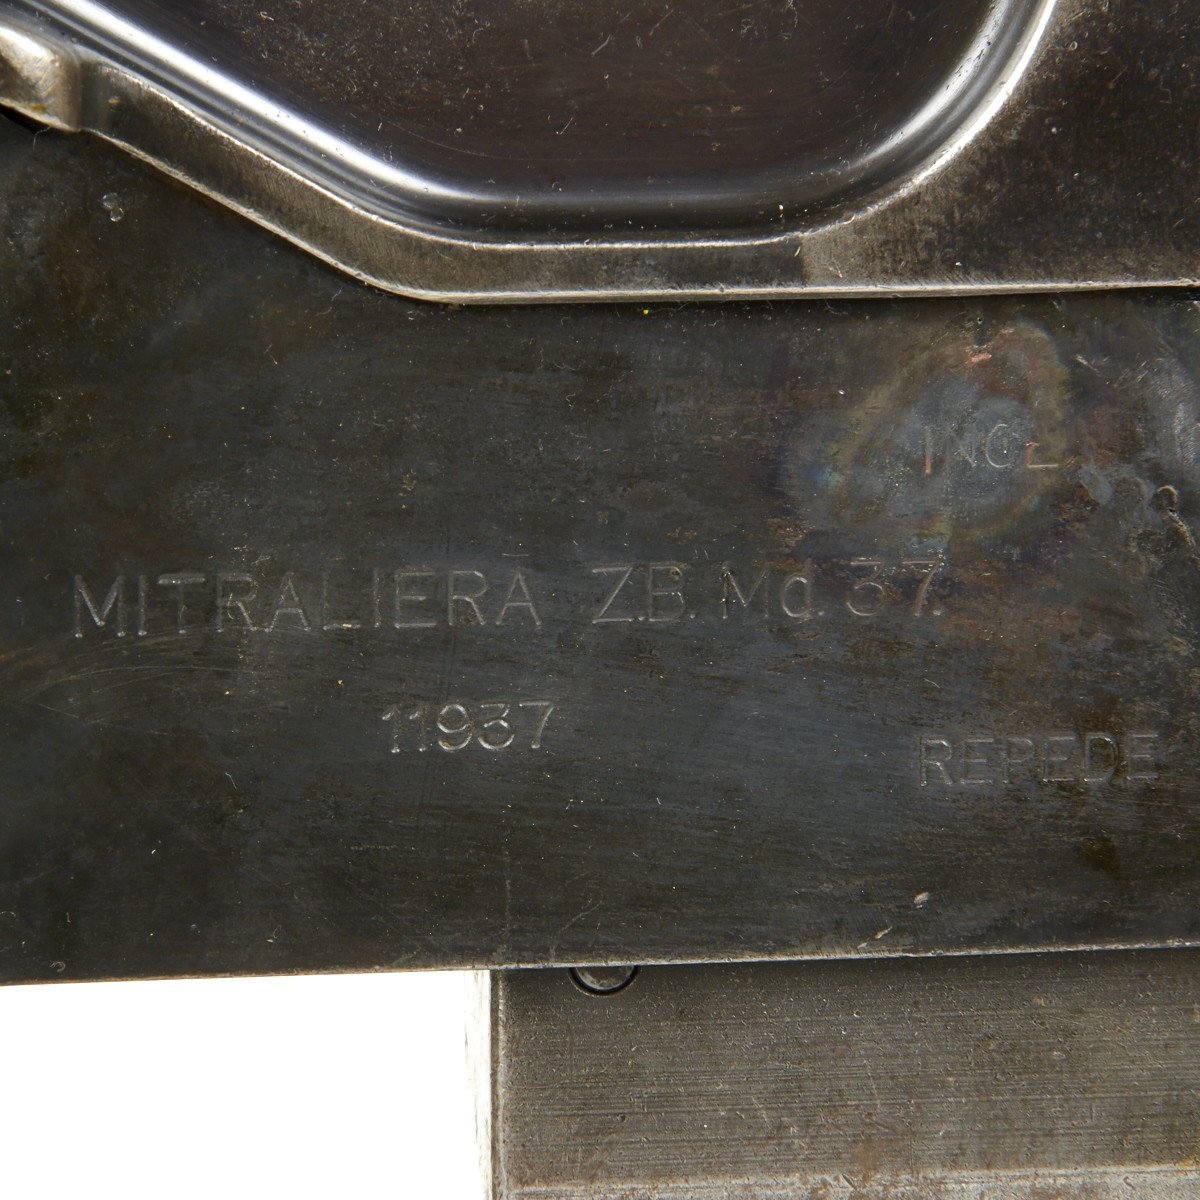 INCL
MITRALIERA Z.B. Md. 37.
11937
REPEDE